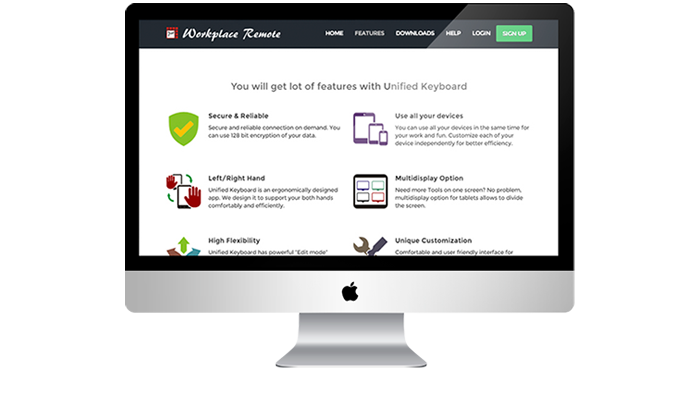 Workplace Remote
HOME FEATURES DOWNLOADS HELP LOGIN SIGN UP
You will get lot of features with Unified Keyboard
Secure & Reliable
Secure and reliable connection on demand. You
can use 128 bit encryption of your data.
Use all your devices
You can use all your devices in the same time for
your work and fun. Customize each of your
device independently for better efficiency.
Left/Right Hand
Unified Keyboard is an ergonomically designed
app. We design it to support your both hands
comfortably and efficiently.
Multidisplay Option
Need more Tools on one screen? No problem,
multidisplay option for tablets allows to divide
the screen.
High Flexibility
Unified Keyboard has powerful "Edit mode"
Unique Customization
Comfortable and user friendly interface for